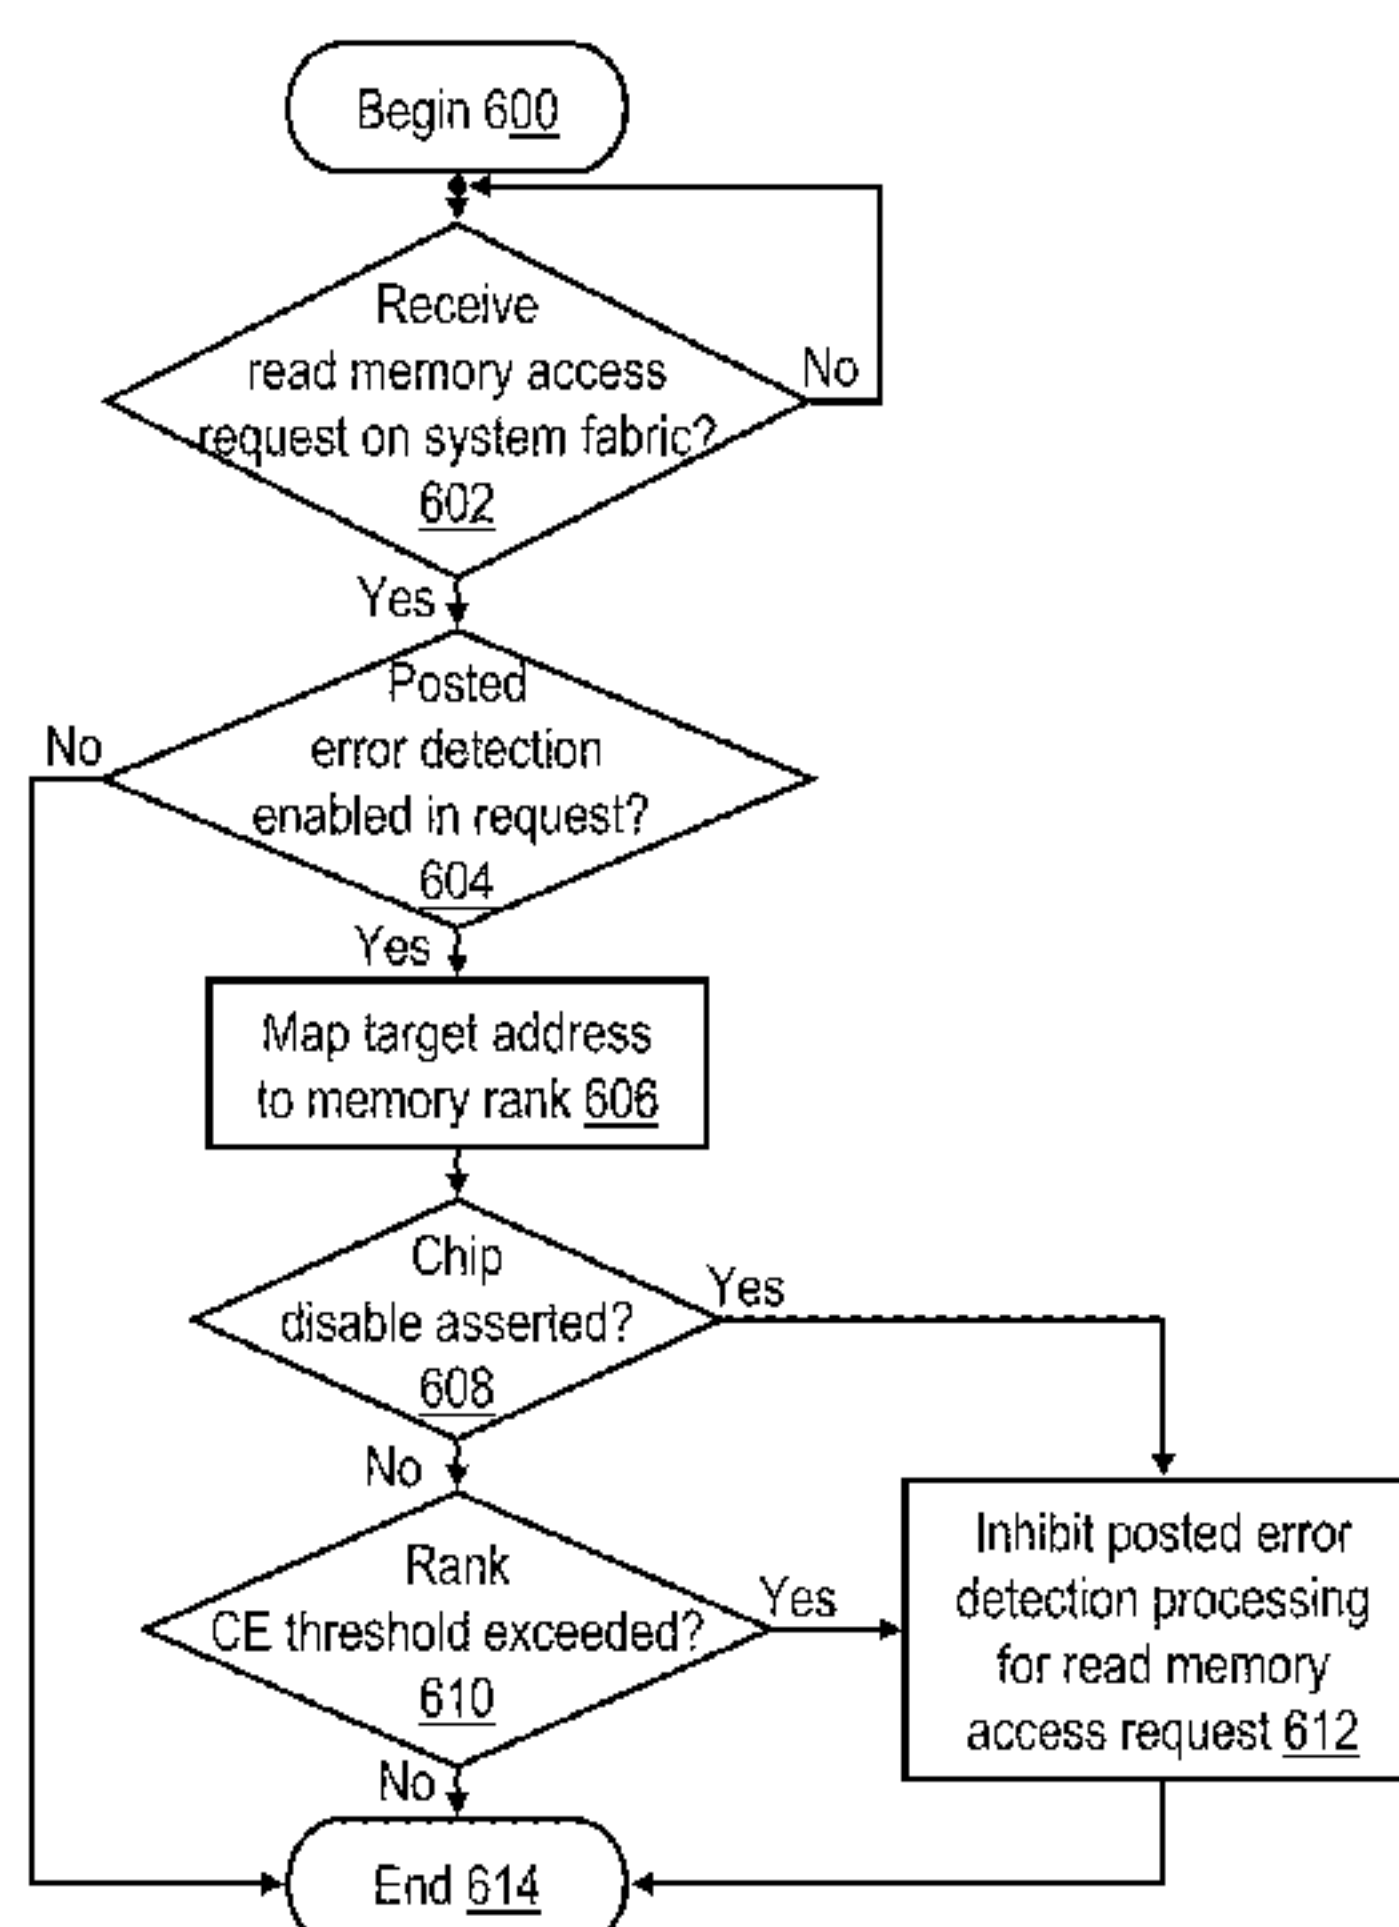 Begin 600
Receive
read memory access
request on system fabric?
602
No
Yes
Posted
error detection
enabled in request?
604
No
Yes
Map target address
to memory rank 606
Chip
disable asserted?
608
Yes
No
Rank
CE threshold exceeded?
610
Yes
Inhibit posted error
detection processing
for read memory
access request 612
No
End 614